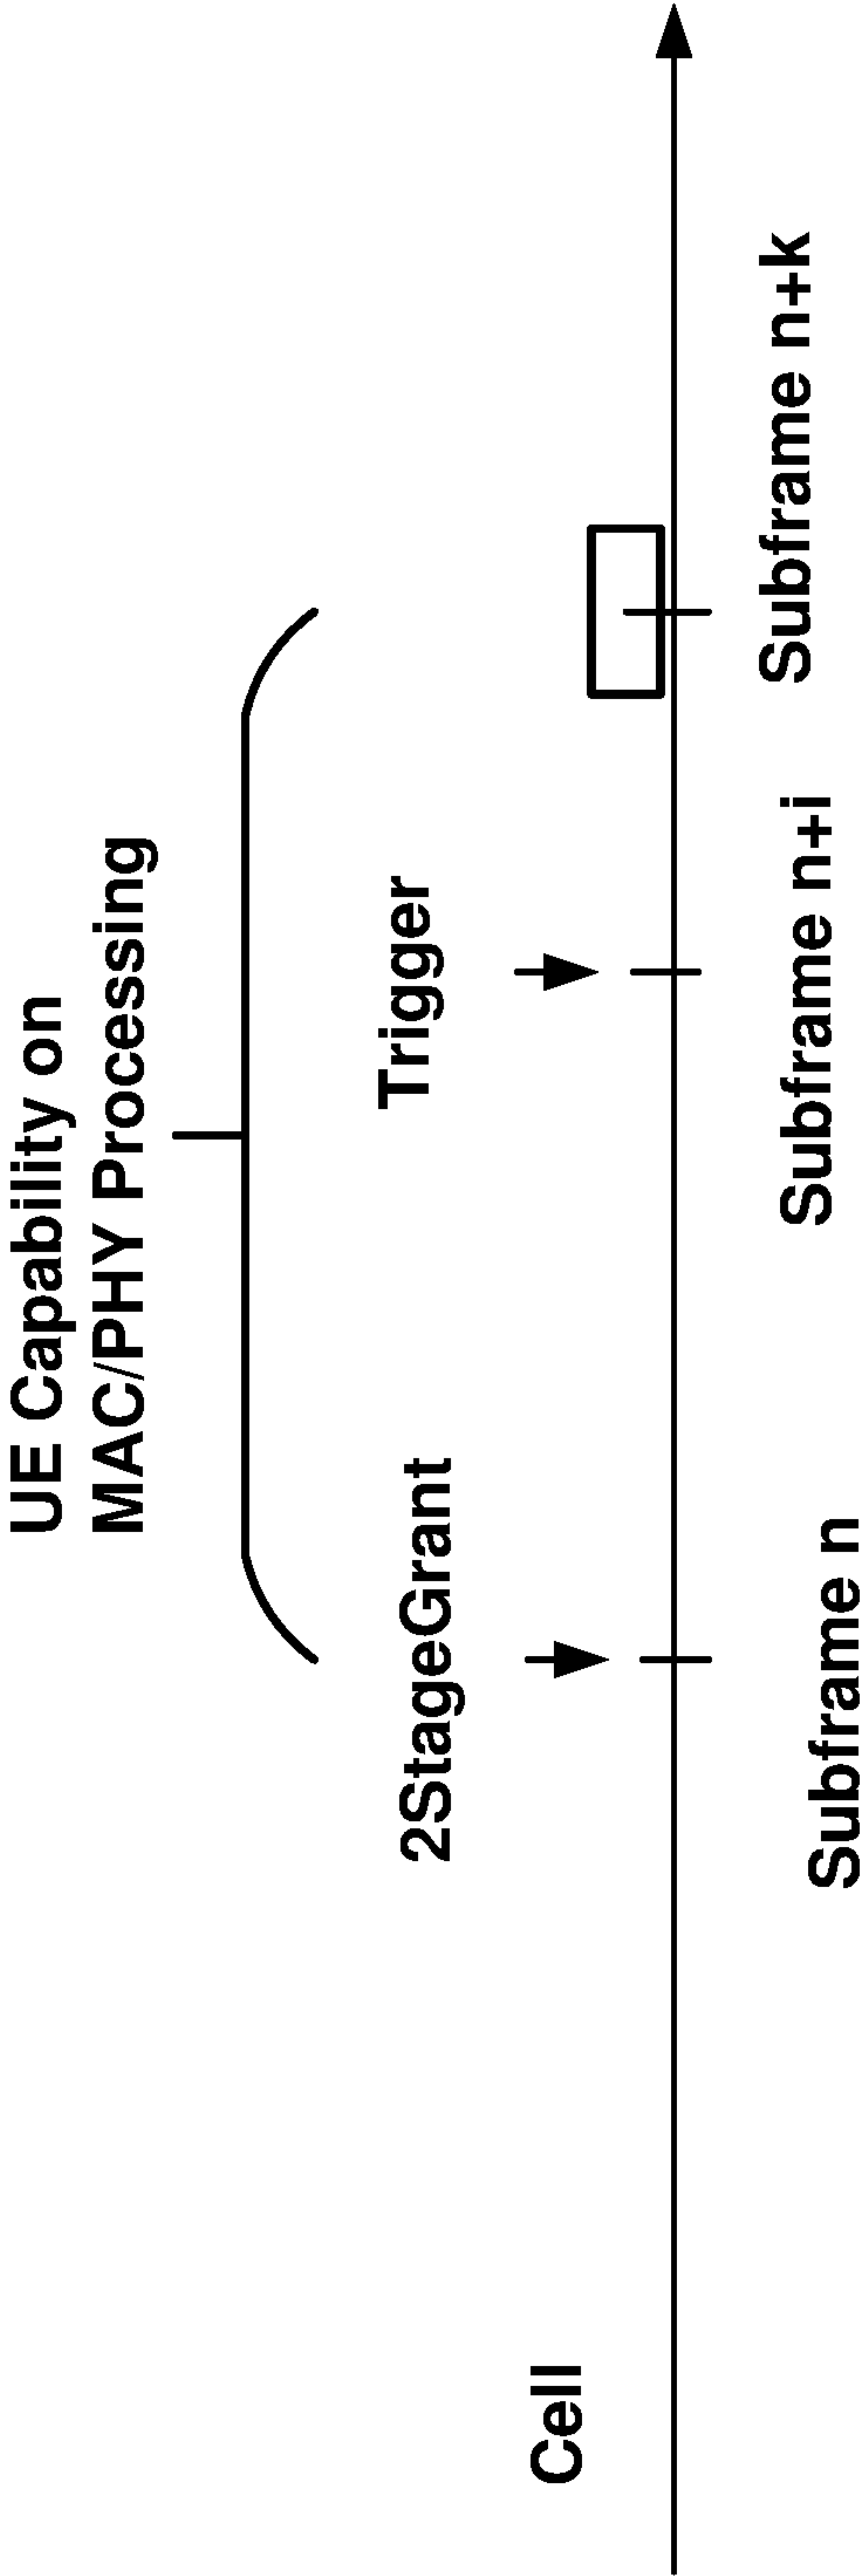 UE Capability on
MAC/PHY Processing
2StageGrant
Trigger
Cell
Subframe n
Subframe n+i
Subframe n+k